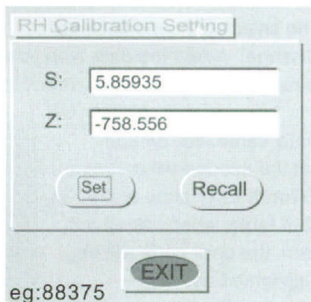 RH Calibration Setting
S: 5.85935
Z: -758.556
Set Recall
EXIT
eg:88375